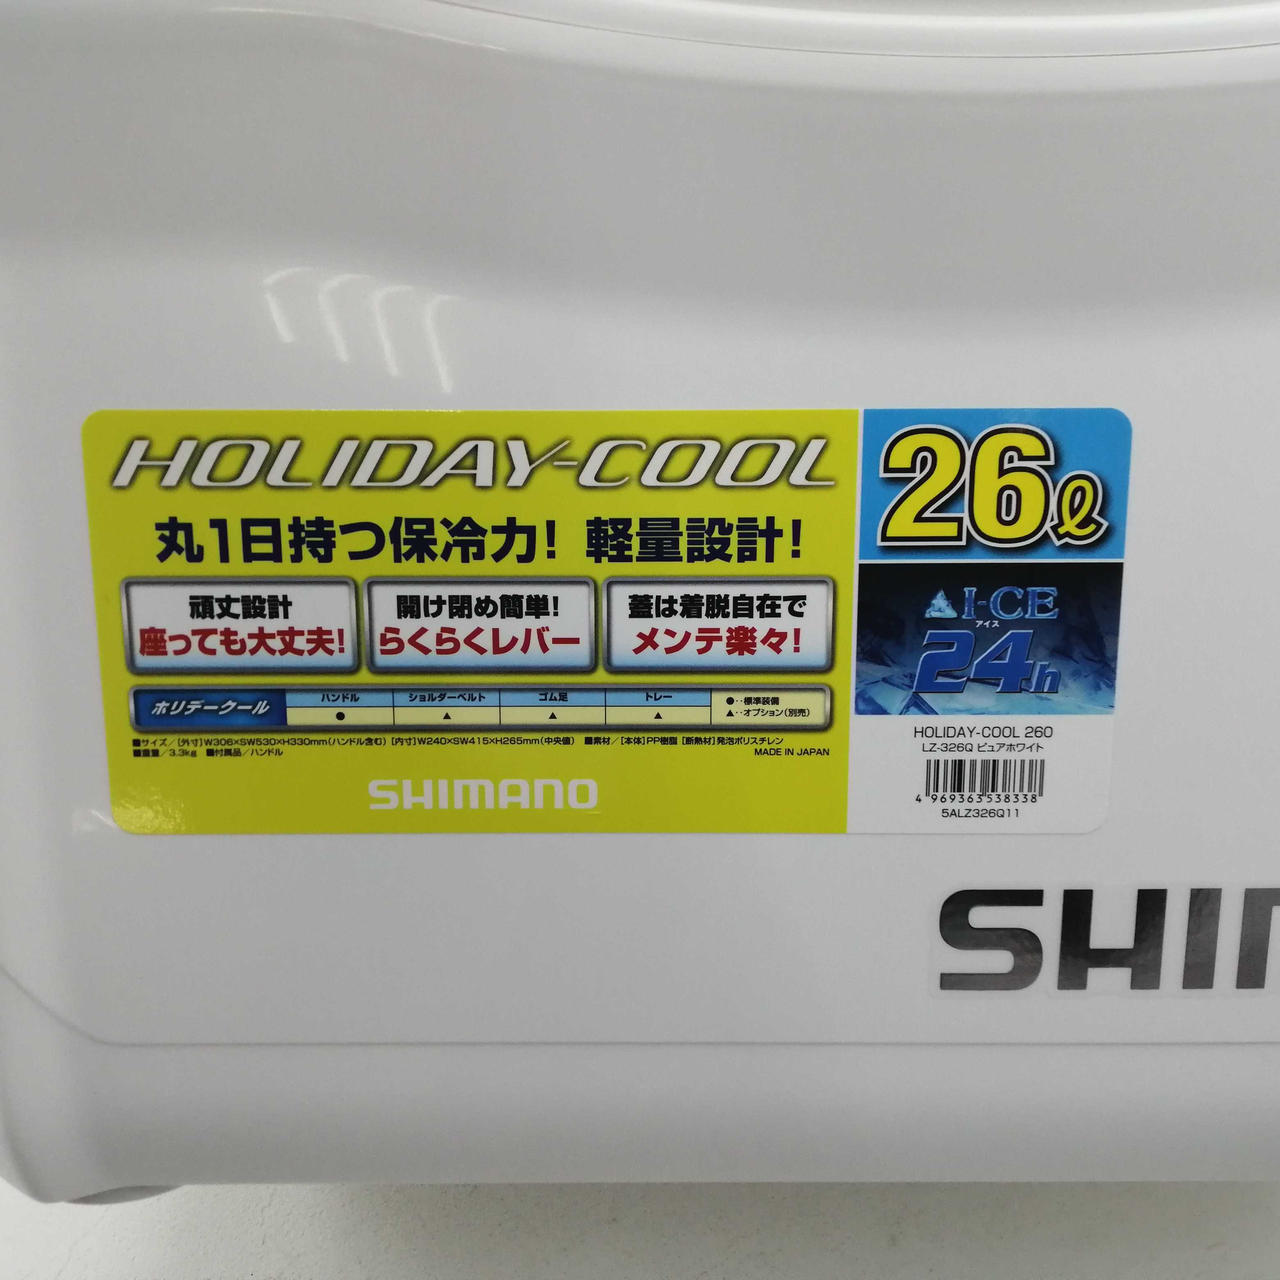 HOLIDAY-COOL
丸1日持つ保冷力! 軽量設計!
頑丈設計
座っても大丈夫!
開け閉め簡単!
らくらくレバー
蓋は着脱自在で
メンテ楽々!
ホリデークール
ハンドル ショルダーベルト ゴム足 トレー
● ▲ ▲ ▲
●‥標準装備
▲‥オプション(別売)
■サイズ/[外寸]W306×SW530×H330mm(ハンドル含む) [内寸]W240×SW415×H265mm(中央値) ■素材/[本体]PP樹脂 [断熱材]発泡ポリスチレン
■重量/3.3kg ■付属品/ハンドル
MADE IN JAPAN
SHIMANO
26ℓ
I-CE
アイス
24h
HOLIDAY-COOL 260
LZ-326Q ピュアホワイト
4 969363 538338
5ALZ326Q11
SHI